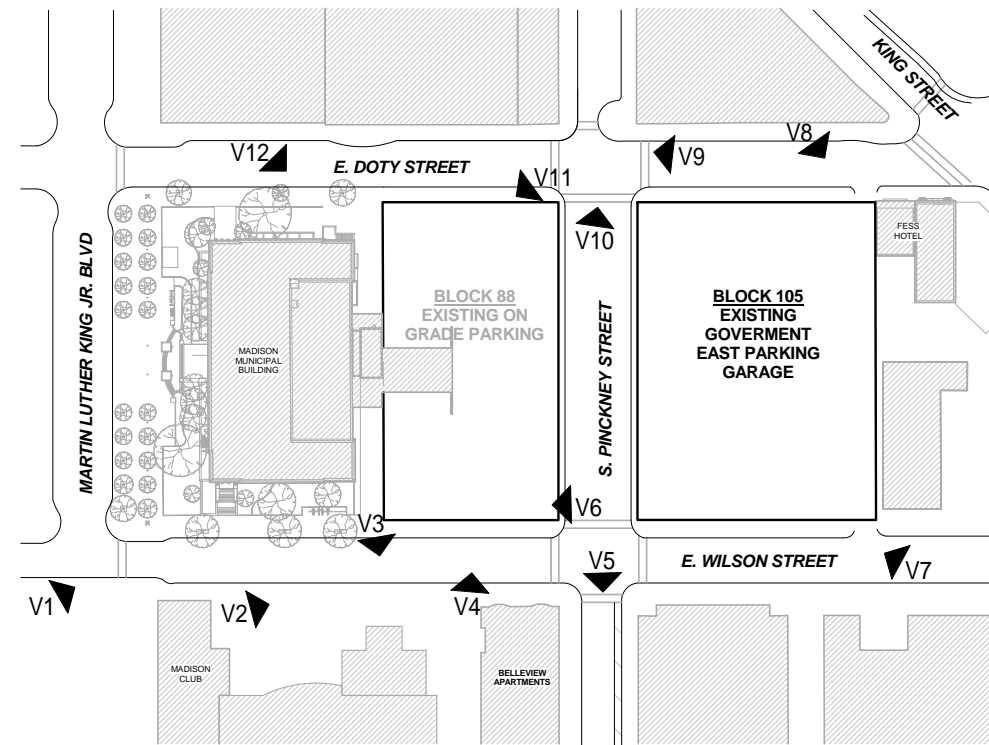 KING STREET
V8
V12
V9
E. DOTY STREET
V11
FESS
HOTEL
V10
MARTIN LUTHER KING JR. BLVD
BLOCK 88
EXISTING ON
GRADE PARKING
S. PINCKNEY STREET
BLOCK 105
EXISTING
GOVERMENT
EAST PARKING
GARAGE
MADISON
MUNICIPAL
BUILDING
V6
V3
V5
E. WILSON STREET
V7
V1
V2
V4
MADISON
CLUB
BELLEVIEW
APARTMENTS